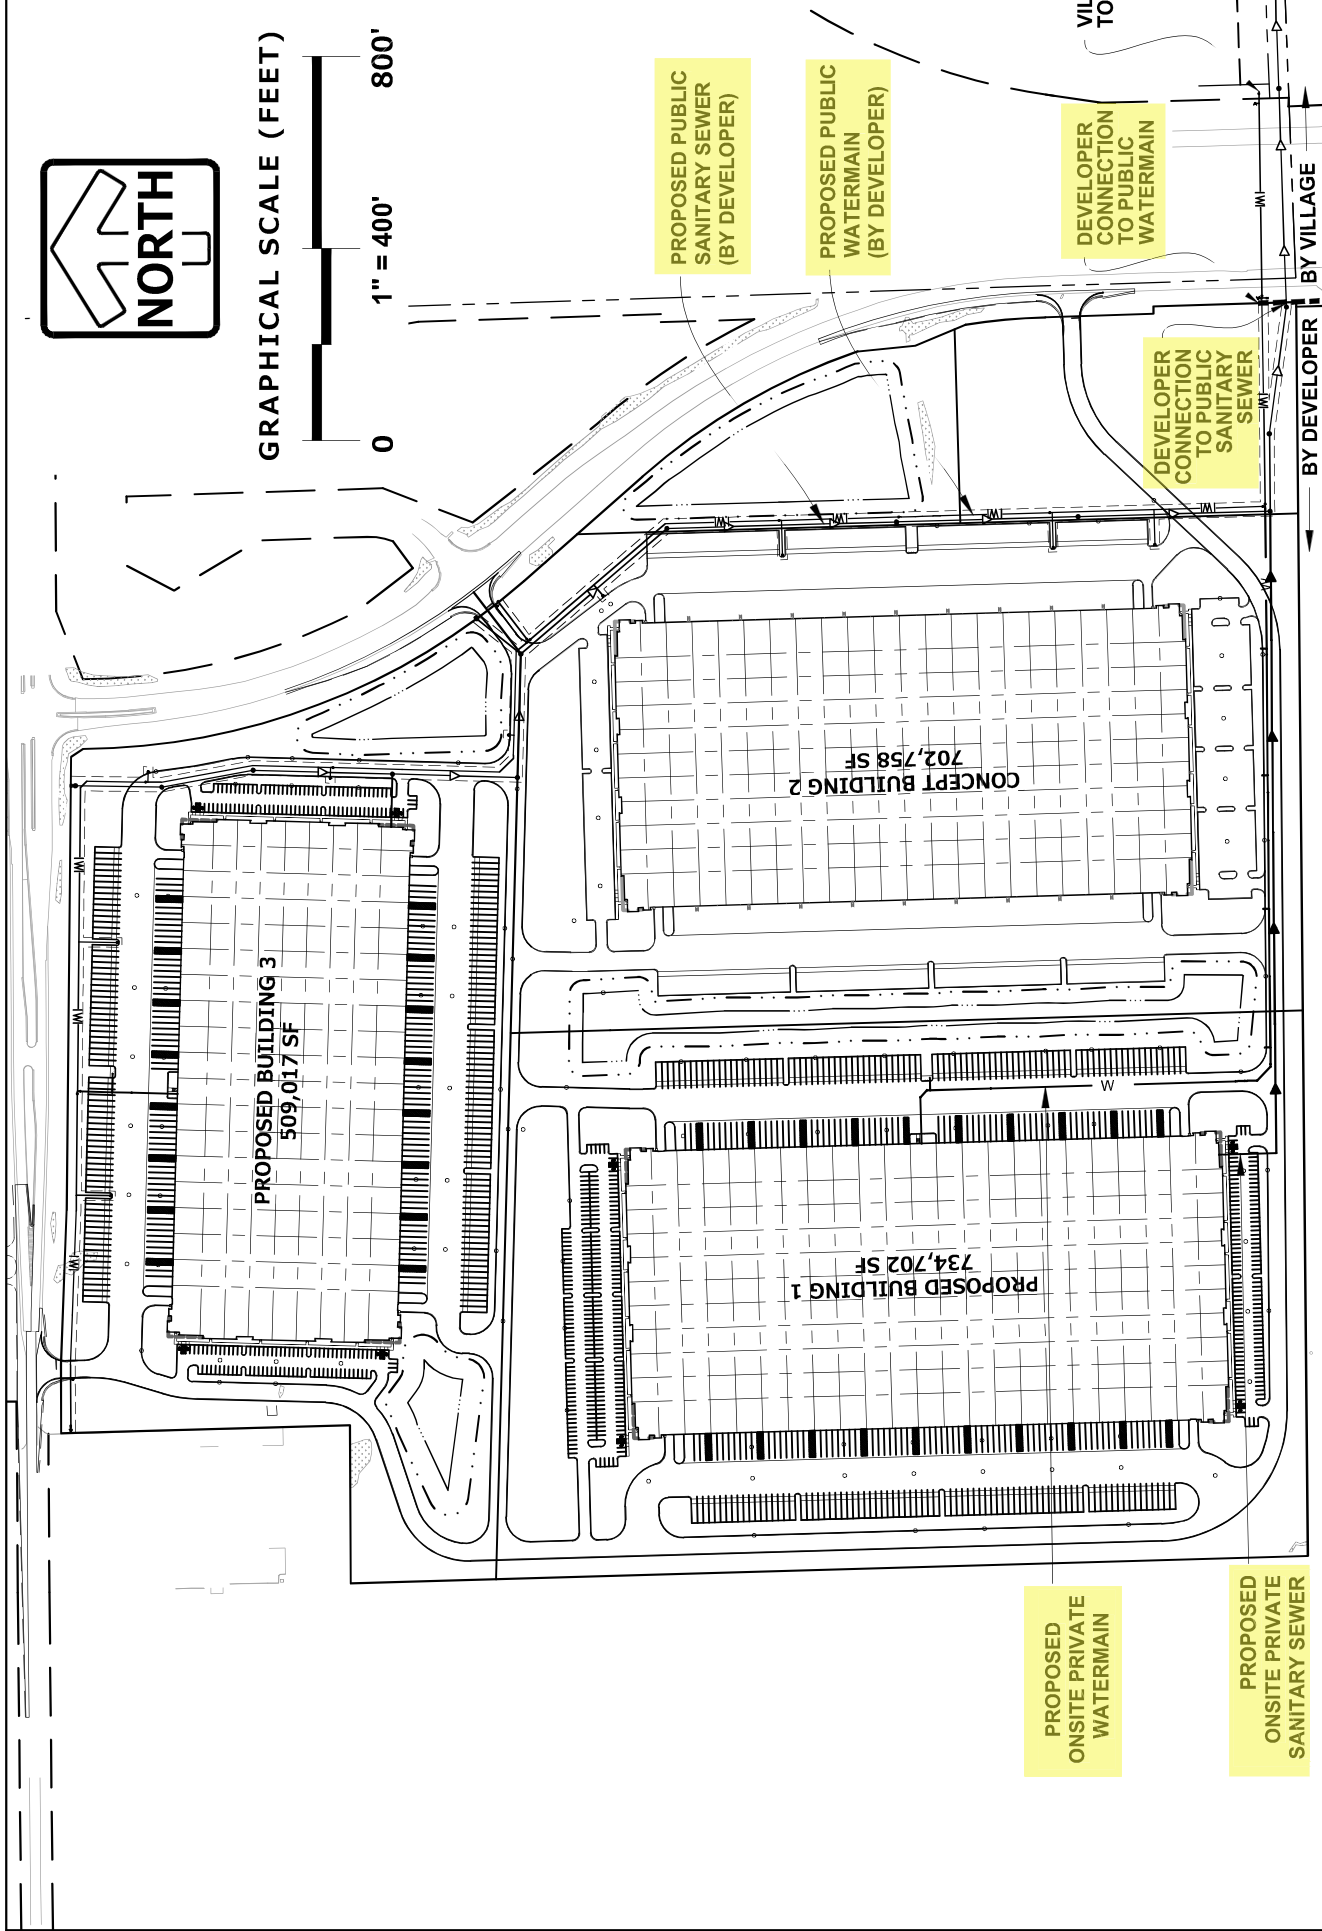 NORTH
GRAPHICAL SCALE (FEET)
0
1" = 400'
800'
PROPOSED PUBLIC
SANITARY SEWER
(BY DEVELOPER)
PROPOSED PUBLIC
WATERMAIN
(BY DEVELOPER)
DEVELOPER
CONNECTION
TO PUBLIC
WATERMAIN
VIL
TO
DEVELOPER
CONNECTION
TO PUBLIC
SANITARY
SEWER
BY DEVELOPER
BY VILLAGE
PROPOSED BUILDING 3
509,017 SF
CONCEPT BUILDING 2
702,758 SF
PROPOSED BUILDING 1
734,702 SF
PROPOSED
ONSITE PRIVATE
WATERMAIN
PROPOSED
ONSITE PRIVATE
SANITARY SEWER
W
W
W
W
W
W
W
W
W
W